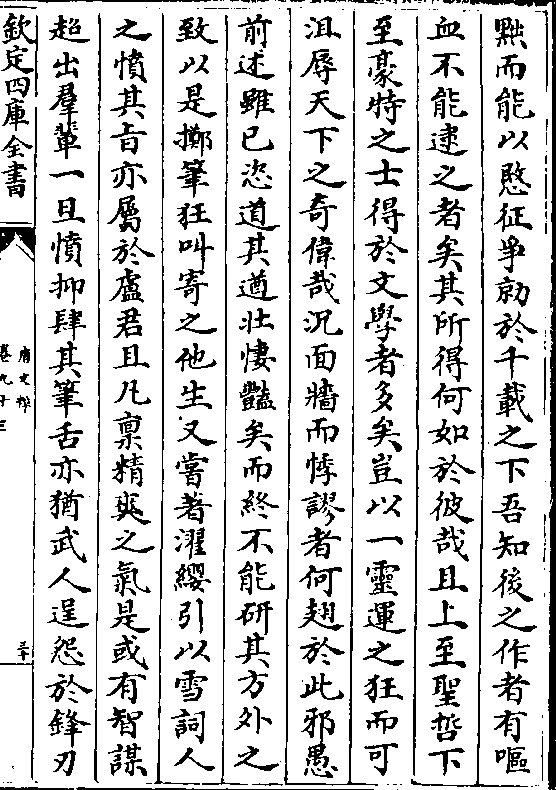 黜而能以愍征爭勍於千載之下吾知後之作者有嘔
血不能逮之者矣其所得何如於彼哉且上至聖哲下
至豪特之士得於文學者多矣豈以一靈運之狂而可
沮辱天下之奇偉哉況面牆而悖謬者何翅於此邪愚
前述雖已恣道其遒壯悽豔矣而終不能研其方外之
致以是擲筆狂叫寄之他生又嘗著濯纓引以雪詞人
之憤其旨亦屬於盧君且凡禀精爽之氣是或有智謀
超出羣輩一旦憤抑肆其筆舌亦猶武人逞怨於鋒刃
欽定四庫全書
唐文粹
卷九十三
三十